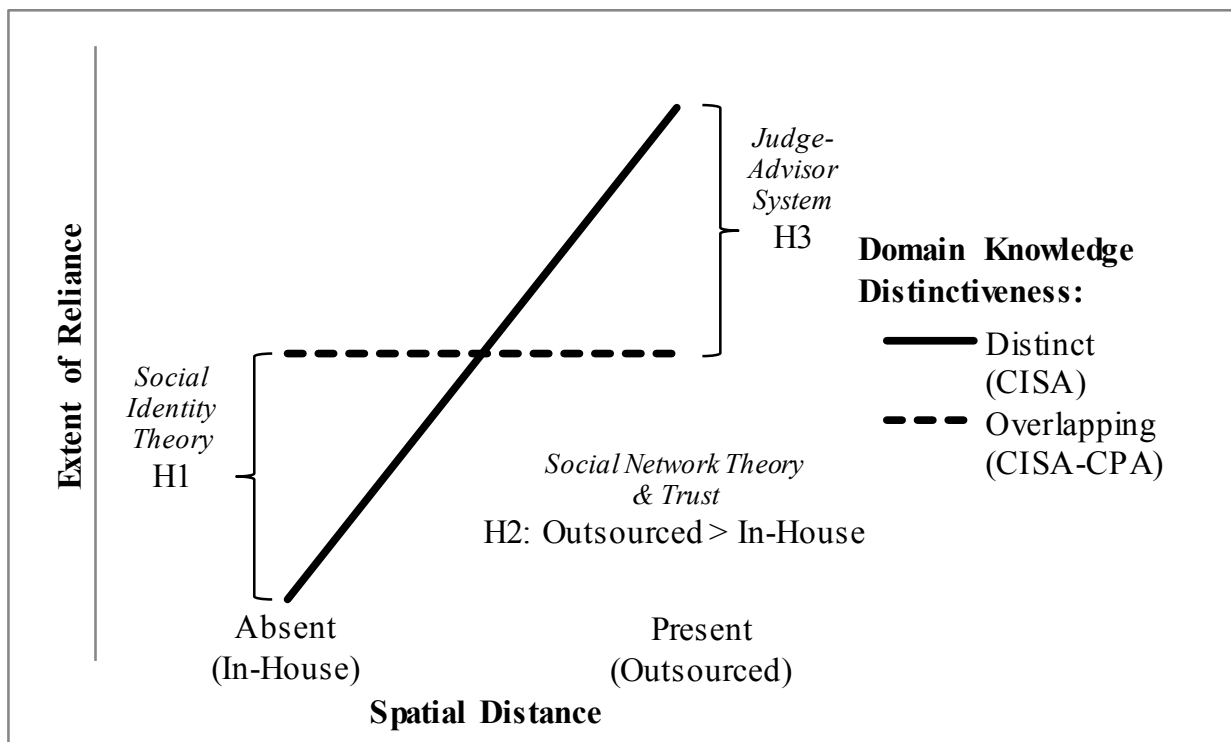 Extent of Reliance
Social
Identity
Theory
H1
Judge-
Advisor
System
H3
Social Network Theory
& Trust
H2: Outsourced > In-House
Absent
(In-House)
Present
(Outsourced)
Spatial Distance
Domain Knowledge
Distinctiveness:
Distinct
(CISA)
Overlapping
(CISA-CPA)